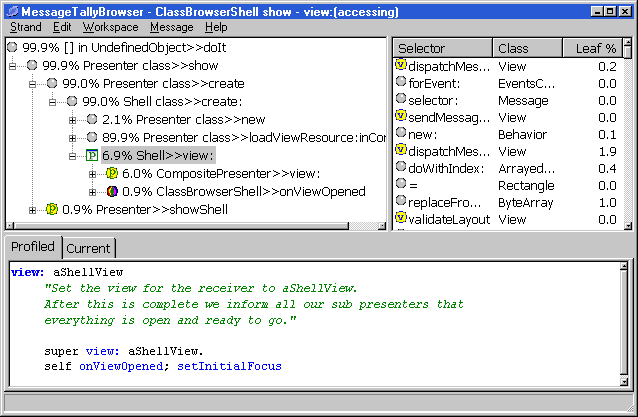 MessageTallyBrowser - ClassBrowserShell show - view:(accessing)
Strand Edit Workspace Message Help
99.9% [] in UndefinedObject>>doIt
99.9% Presenter class>>show
99.0% Presenter class>>create
99.0% Shell class>>create:
2.1% Presenter class>>new
89.9% Presenter class>>loadViewResource:inCor
6.9% Shell>>view:
6.0% CompositePresenter>>view:
0.9% ClassBrowserShell>>onViewOpened
0.9% Presenter>>showShell
Selector Class Leaf %
dispatchMes... View 0.2
forEvent: EventsC... 0.0
selector: Message 0.0
sendMessag... View 0.0
new: Behavior 0.1
dispatchMes... View 1.9
doWithIndex: Arrayed... 0.4
= Rectangle 0.0
replaceFro... ByteArray 1.0
validateLayout View 0.0
Profiled Current
view: aShellView
"Set the view for the receiver to aShellView.
After this is complete we inform all our sub presenters that
everything is open and ready to go."
super view: aShellView.
self onViewOpened; setInitialFocus